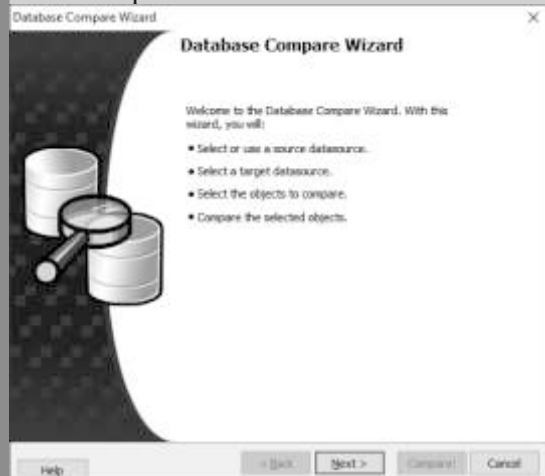 Database Compare Wizard
Database Compare Wizard
Welcome to the Database Compare Wizard. With this
wizard, you will:
• Select or use a source datasource.
• Select a target datasource.
• Select the objects to compare.
• Compare the selected objects.
Help
< Back
Next >
Compare!
Cancel